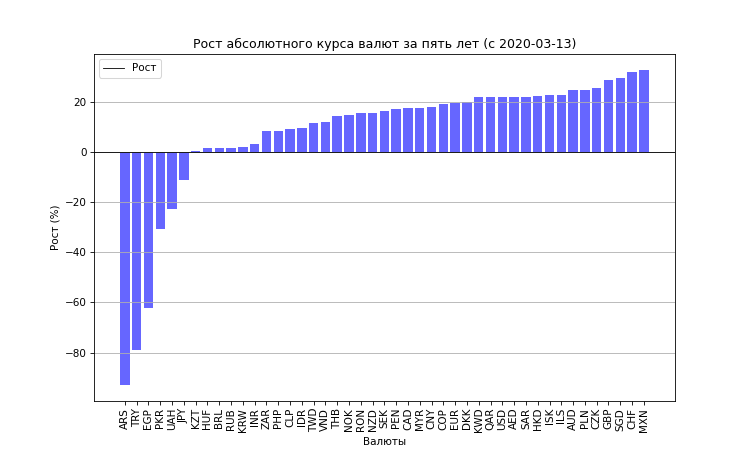 Рост абсолютного курса валют за пять лет (с 2020-03-13)
Рост
20
0
−20
−40
−60
−80
Рост (%)
ARS TRY EGP PKR UAH JPY KZT HUF BRL RUB KRW INR ZAR PHP CLP IDR TWD VND THB NOK RON NZD SEK PEN CAD MYR CNY COP EUR DKK KWD QAR USD AED SAR HKD ISK ILS AUD PLN CZK GBP SGD CHF MXN
Валюты